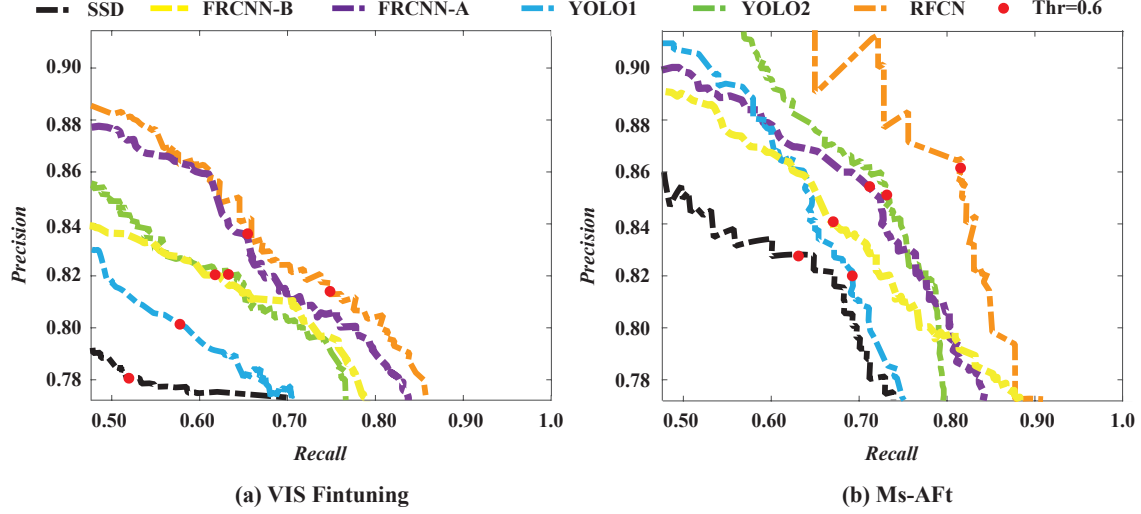 SSD FRCNN-B FRCNN-A YOLO1 YOLO2 RFCN Thr=0.6
0.90
0.88
0.86
0.84
0.82
0.80
0.78
Precision
0.50 0.60 0.70 0.80 0.90 1.0
Recall
(a) VIS Fintuning
0.90
0.88
0.86
0.84
0.82
0.80
0.78
Precision
0.50 0.60 0.70 0.80 0.90 1.0
Recall
(b) Ms-AFt